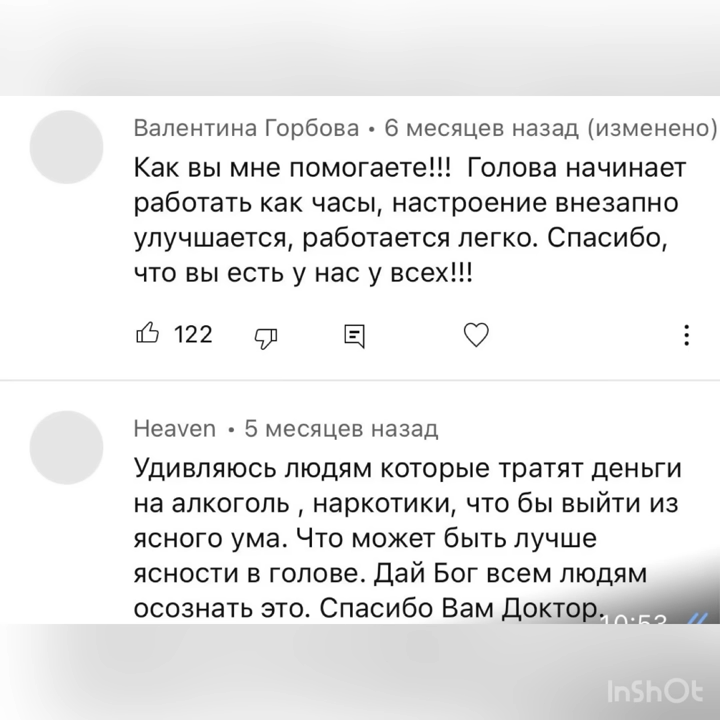 Валентина Горбова • 6 месяцев назад (изменено)
Как вы мне помогаете!!! Голова начинает
работать как часы, настроение внезапно
улучшается, работается легко. Спасибо,
что вы есть у нас у всех!!!
122
Heaven • 5 месяцев назад
Удивляюсь людям которые тратят деньги
на алкоголь , наркотики, что бы выйти из
ясного ума. Что может быть лучше
ясности в голове. Дай Бог всем людям
осознать это. Спасибо Вам Доктор.
10:53
InShOt